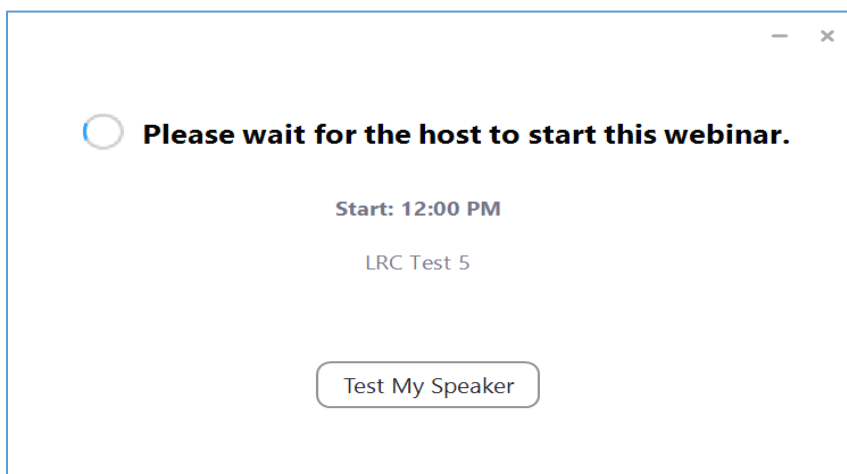 Please wait for the host to start this webinar.
Start: 12:00 PM
LRC Test 5
Test My Speaker